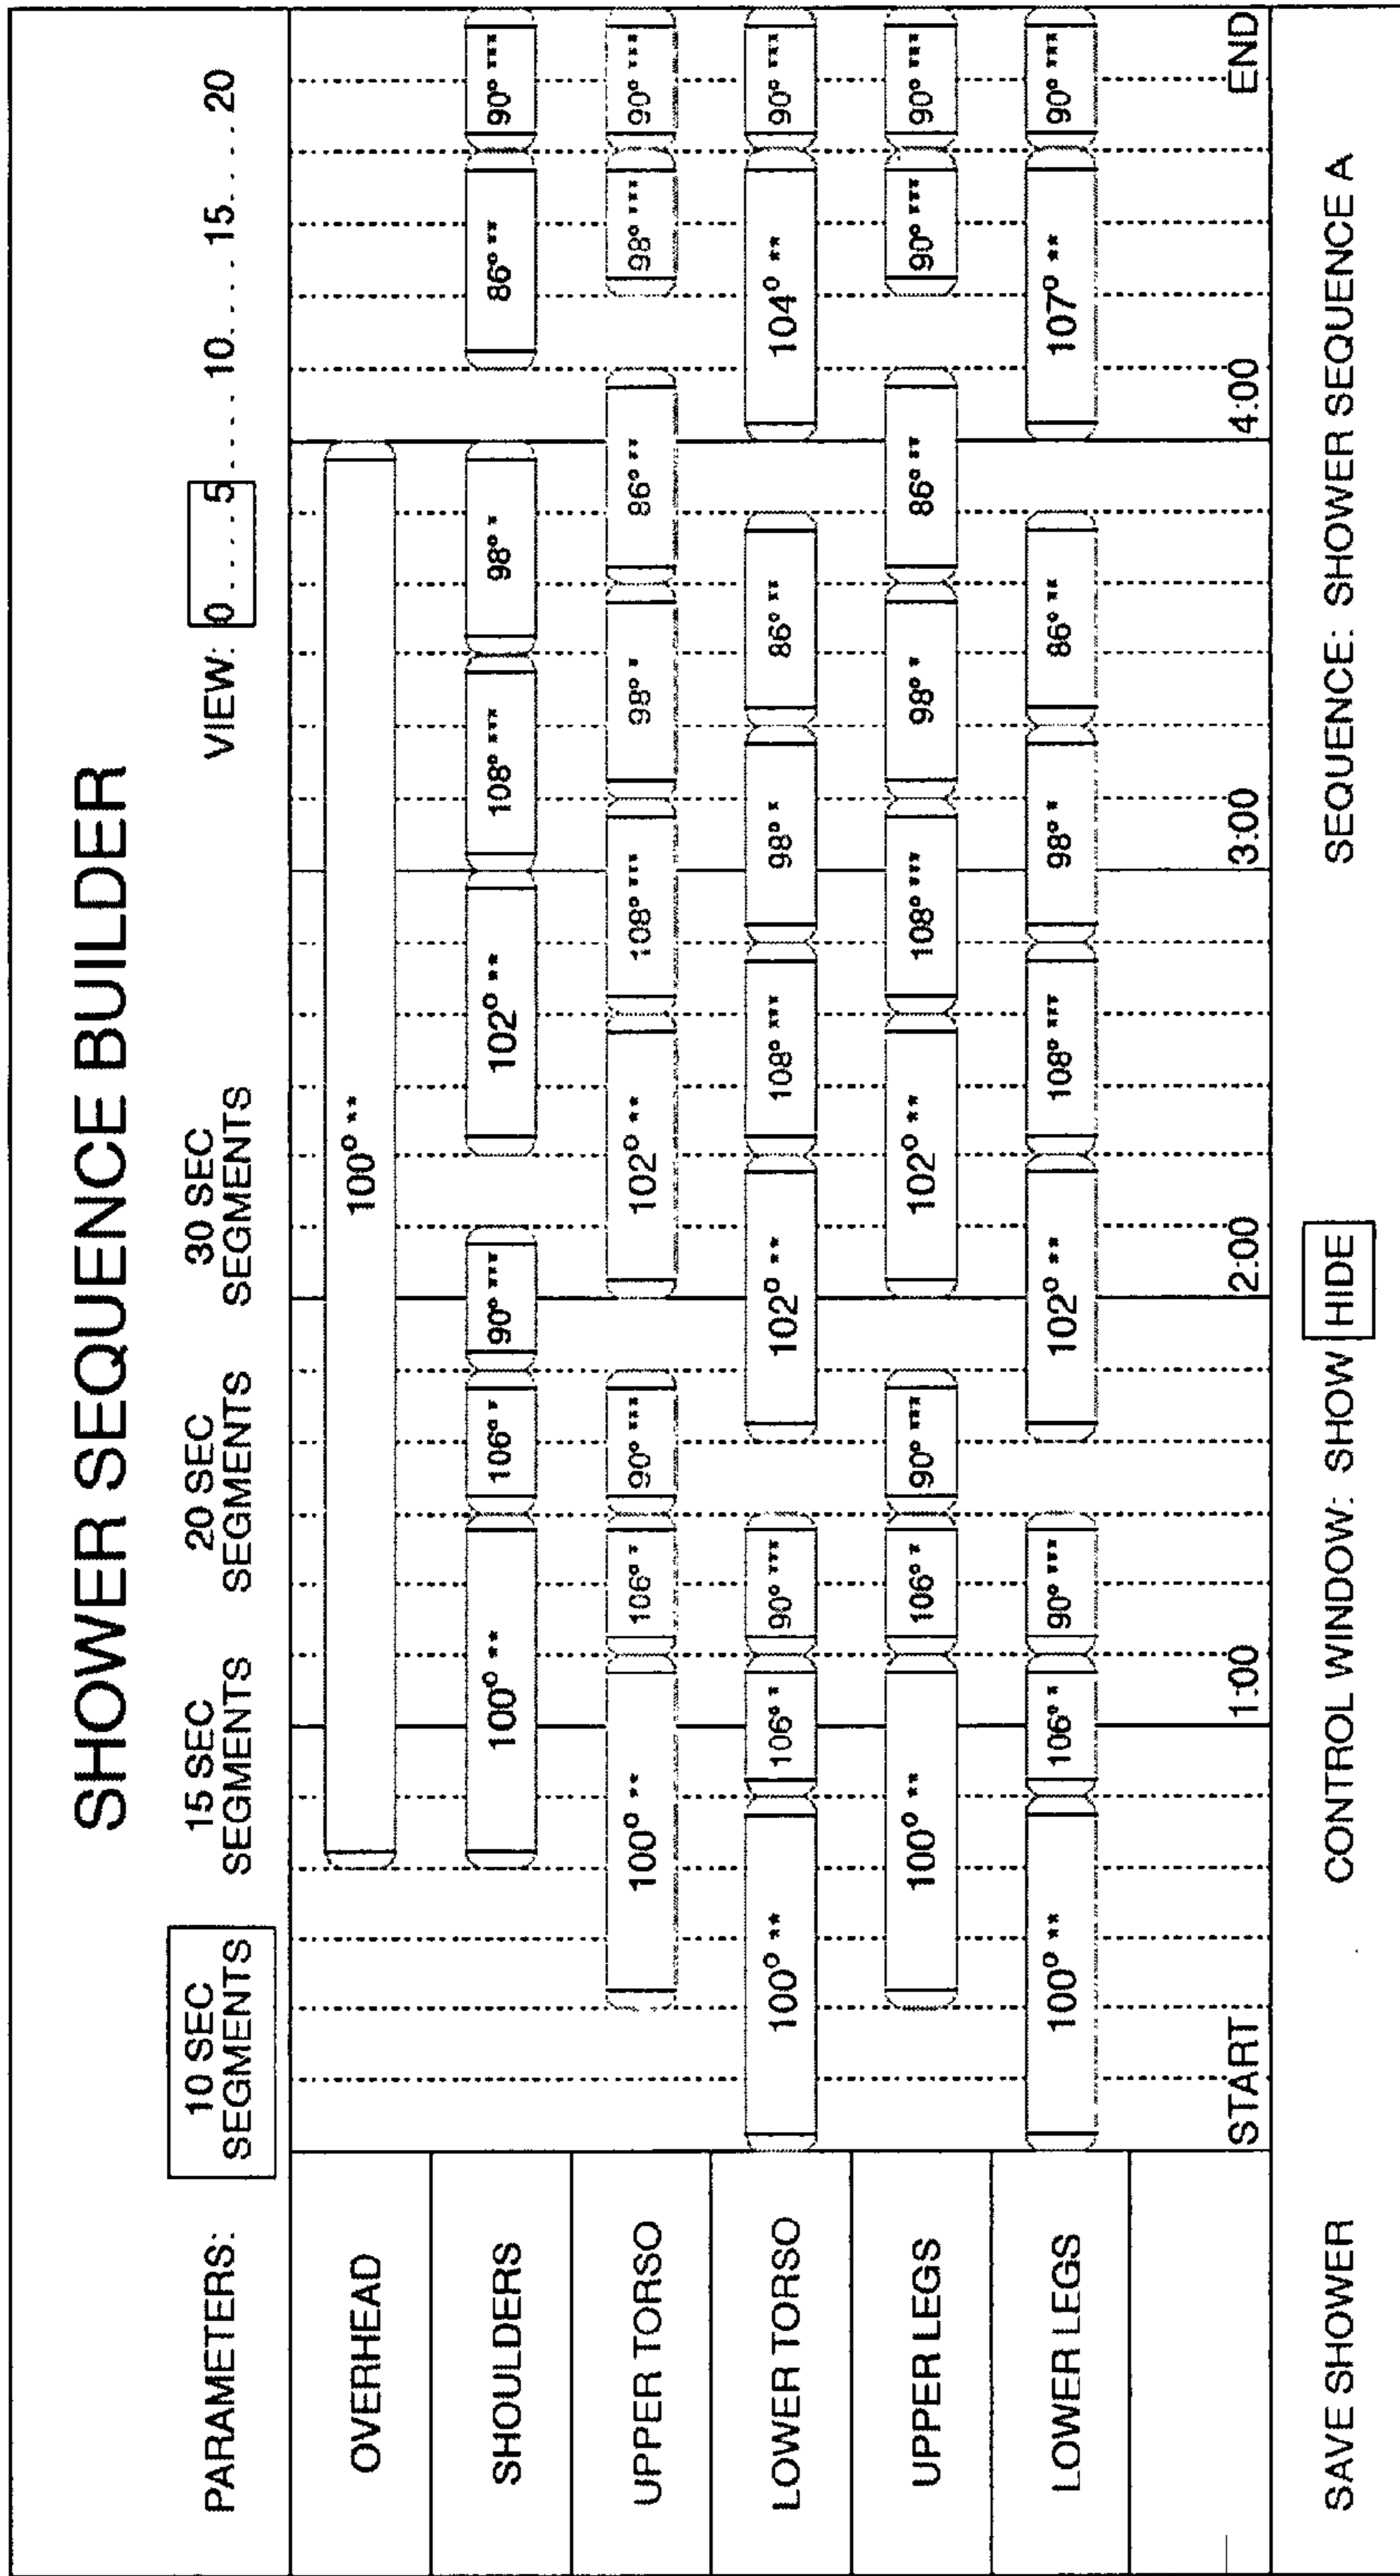 SHOWER SEQUENCE BUILDER
PARAMETERS:
10 SEC
SEGMENTS
15 SEC
SEGMENTS
20 SEC
SEGMENTS
30 SEC
SEGMENTS
VIEW: 0....5....10....15....20
OVERHEAD
100° **
SHOULDERS
100° ** 106° * 90° *** 102° ** 108° *** 98° * 86° ** 90° ***
UPPER TORSO
100° ** 106° * 90° *** 102° ** 108° *** 98° * 86° ** 98° *** 90° ***
LOWER TORSO
100° ** 106° * 90° *** 102° ** 108° *** 98° * 86° ** 104° ** 90° ***
UPPER LEGS
100° ** 106° * 90° *** 102° ** 108° *** 98° * 86° ** 90° *** 90° ***
LOWER LEGS
100° ** 106° * 90° *** 102° ** 108° *** 98° * 86° ** 107° ** 90° ***
START 1:00 2:00 3:00 4:00 END
SAVE SHOWER CONTROL WINDOW: SHOW HIDE SEQUENCE: SHOWER SEQUENCE A